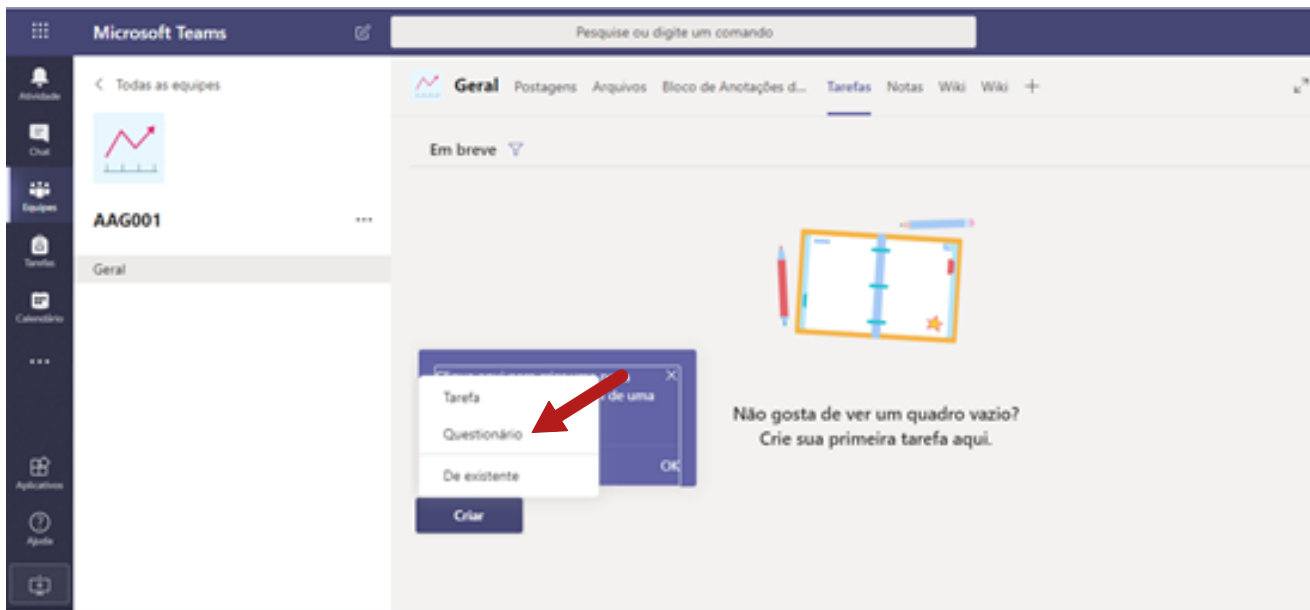 Microsoft Teams
Pesquise ou digite um comando
Atividade
Chat
Equipes
Tarefas
Calendário
Aplicativos
Ajuda
Todas as equipes
AAG001
Geral
Geral Postagens Arquivos Bloco de Anotações d... Tarefas Notas Wiki Wiki
Em breve
de uma
OK
Tarefa
Questionário
De existente
Criar
Não gosta de ver um quadro vazio?
Crie sua primeira tarefa aqui.